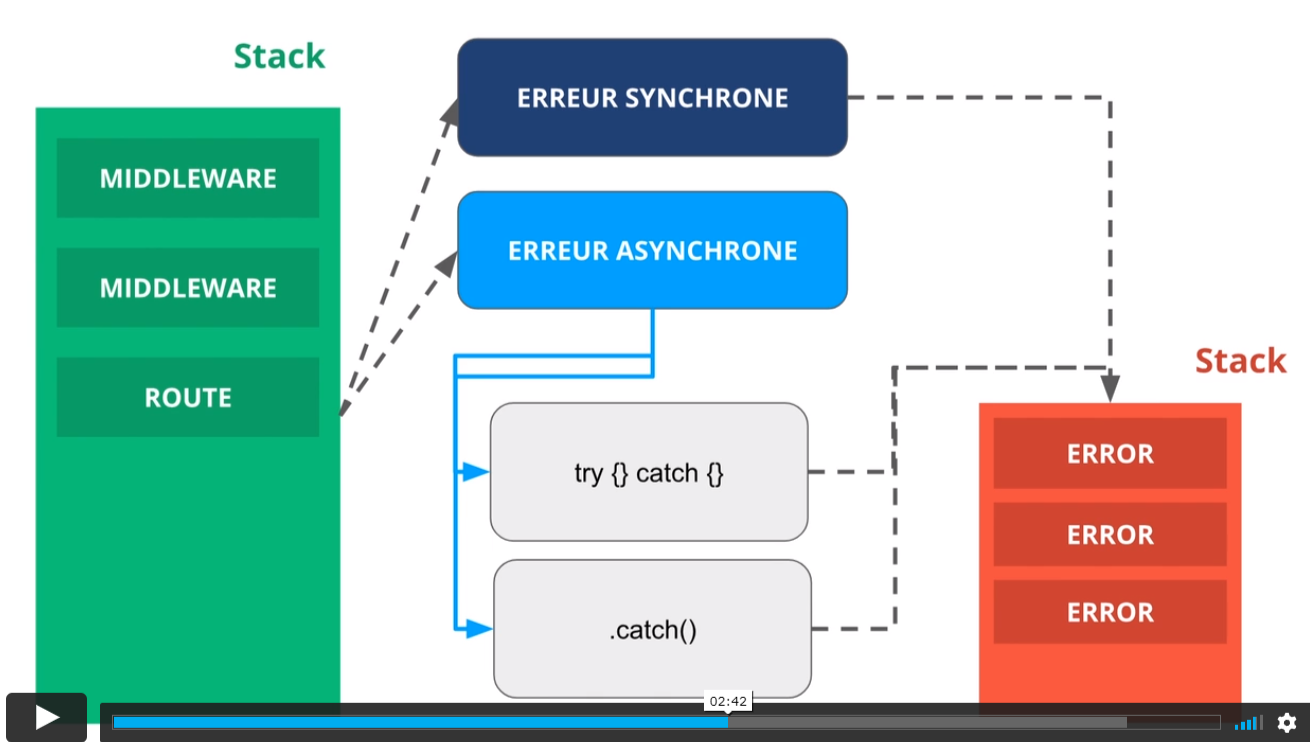 Stack
MIDDLEWARE
MIDDLEWARE
ROUTE
ERREUR SYNCHRONE
ERREUR ASYNCHRONE
try {} catch {}
.catch()
Stack
ERROR
ERROR
ERROR
02:42